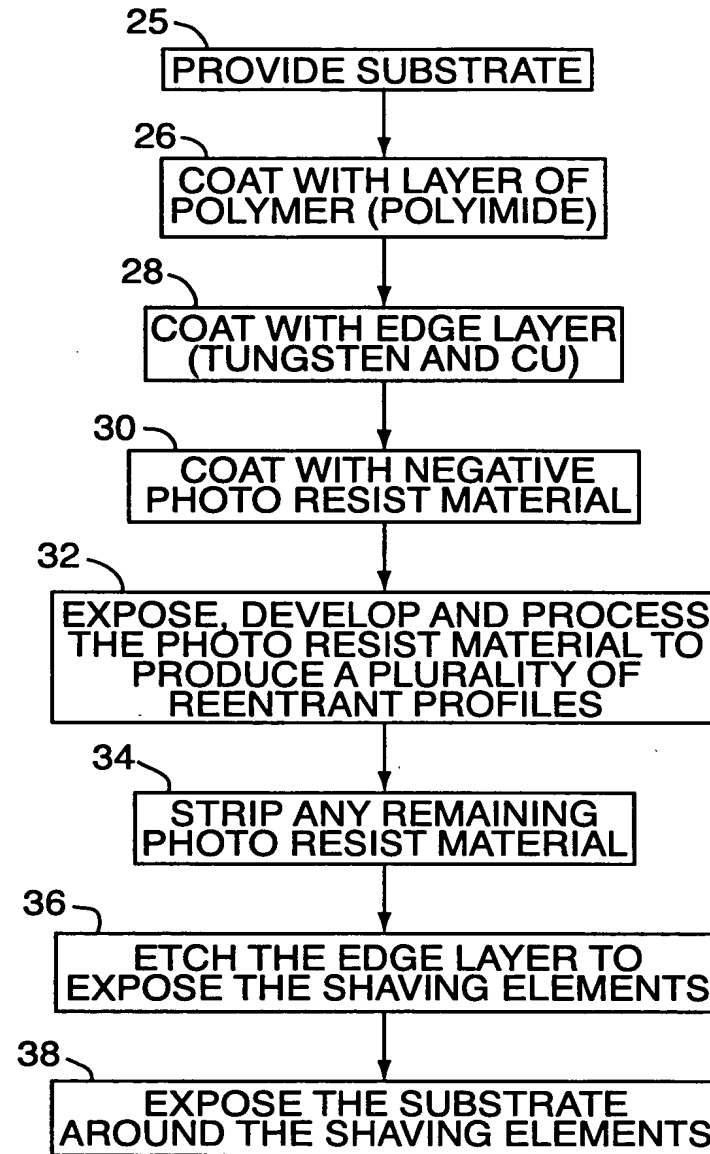 25
PROVIDE SUBSTRATE
26
COAT WITH LAYER OF
POLYMER (POLYIMIDE)
28
COAT WITH EDGE LAYER
(TUNGSTEN AND CU)
30
COAT WITH NEGATIVE
PHOTO RESIST MATERIAL
32
EXPOSE, DEVELOP AND PROCESS
THE PHOTO RESIST MATERIAL TO
PRODUCE A PLURALITY OF
REENTRANT PROFILES
34
STRIP ANY REMAINING
PHOTO RESIST MATERIAL
36
ETCH THE EDGE LAYER TO
EXPOSE THE SHAVING ELEMENTS
38
EXPOSE THE SUBSTRATE
AROUND THE SHAVING ELEMENTS